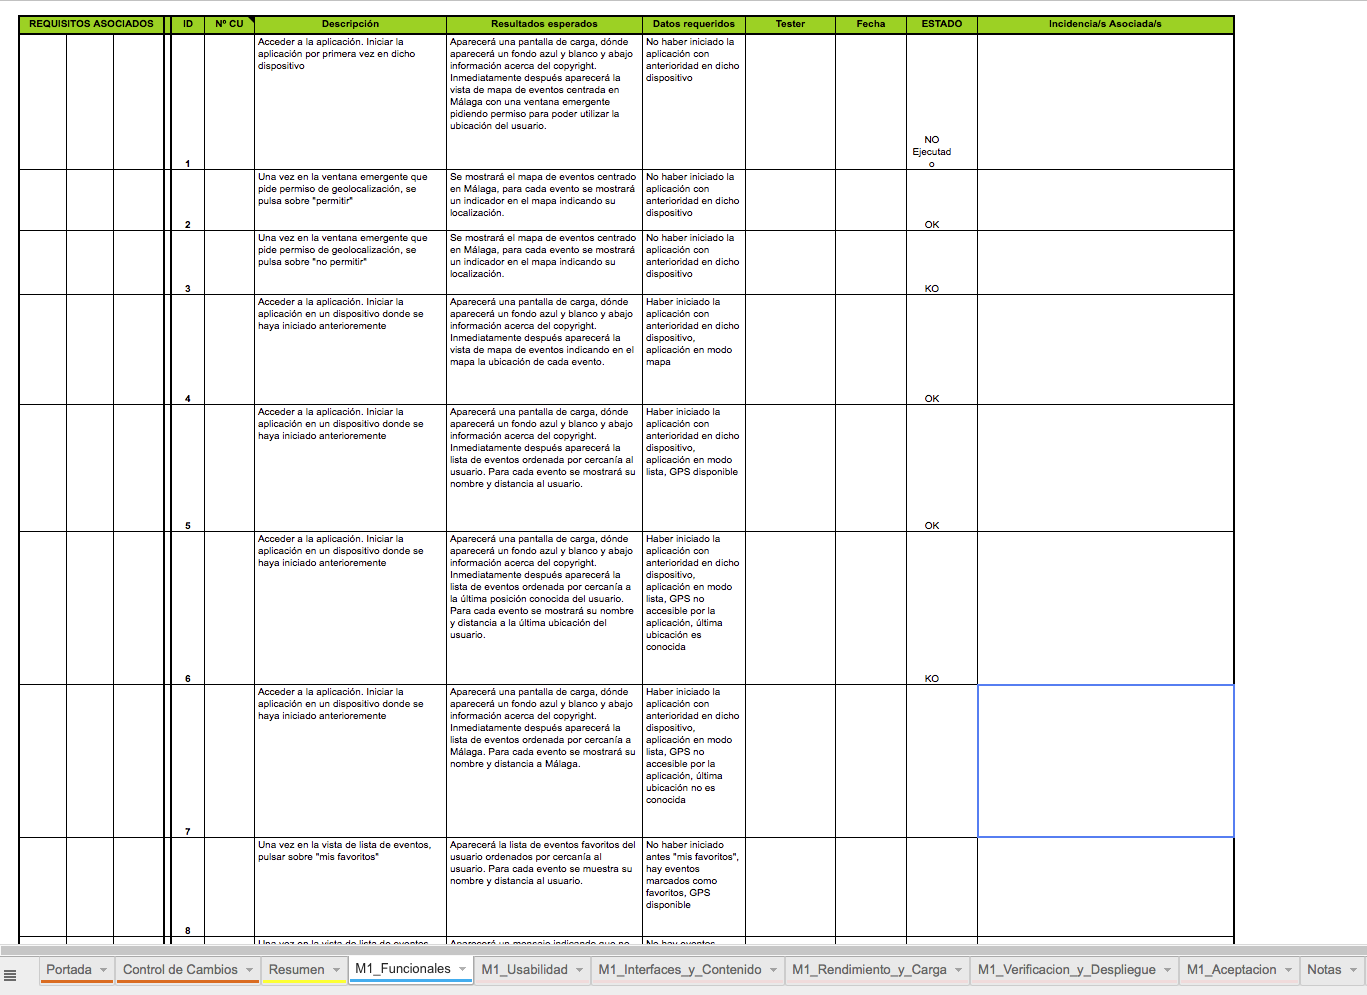 REQUISITOS ASOCIADOS ID Nº CU Descripción Resultados esperados Datos requeridos Tester Fecha ESTADO Incidencia/s Asociada/s
Acceder a la aplicación. Iniciar la
aplicación por primera vez en dicho
dispositivo
Aparecerá una pantalla de carga, dónde
aparecerá un fondo azul y blanco y abajo
información acerca del copyright.
Inmediatamente después aparecerá la
vista de mapa de eventos centrada en
Málaga con una ventana emergente
pidiendo permiso para poder utilizar la
ubicación del usuario.
No haber iniciado la
aplicación con
anterioridad en dicho
dispositivo
1
NO
Ejecutad
o
Una vez en la ventana emergente que
pide permiso de geolocalización, se
pulsa sobre "permitir"
Se mostrará el mapa de eventos centrado
en Málaga, para cada evento se mostrará
un indicador en el mapa indicando su
localización.
No haber iniciado la
aplicación con
anterioridad en dicho
dispositivo
2
OK
Una vez en la ventana emergente que
pide permiso de geolocalización, se
pulsa sobre "no permitir"
Se mostrará el mapa de eventos centrado
en Málaga, para cada evento se mostrará
un indicador en el mapa indicando su
localización.
No haber iniciado la
aplicación con
anterioridad en dicho
dispositivo
3
KO
Acceder a la aplicación. Iniciar la
aplicación en un dispositivo donde se
haya iniciado anterioremente
Aparecerá una pantalla de carga, dónde
aparecerá un fondo azul y blanco y abajo
información acerca del copyright.
Inmediatamente después aparecerá la
vista de mapa de eventos indicando en el
mapa la ubicación de cada evento.
Haber iniciado la
aplicación con
anterioridad en dicho
dispositivo,
aplicación en modo
mapa
4
OK
Acceder a la aplicación. Iniciar la
aplicación en un dispositivo donde se
haya iniciado anterioremente
Aparecerá una pantalla de carga, dónde
aparecerá un fondo azul y blanco y abajo
información acerca del copyright.
Inmediatamente después aparecerá la
lista de eventos ordenada por cercanía al
usuario. Para cada evento se mostrará su
nombre y distancia al usuario.
Haber iniciado la
aplicación con
anterioridad en dicho
dispositivo,
aplicación en modo
lista, GPS disponible
5
OK
Acceder a la aplicación. Iniciar la
aplicación en un dispositivo donde se
haya iniciado anterioremente
Aparecerá una pantalla de carga, dónde
aparecerá un fondo azul y blanco y abajo
información acerca del copyright.
Inmediatamente después aparecerá la
lista de eventos ordenada por cercanía a
la última posición conocida del usuario.
Para cada evento se mostrará su nombre
y distancia a la última ubicación del
usuario.
Haber iniciado la
aplicación con
anterioridad en dicho
dispositivo,
aplicación en modo
lista, GPS no
accesible por la
aplicación, última
ubicación es
conocida
6
KO
Acceder a la aplicación. Iniciar la
aplicación en un dispositivo donde se
haya iniciado anterioremente
Aparecerá una pantalla de carga, dónde
aparecerá un fondo azul y blanco y abajo
información acerca del copyright.
Inmediatamente después aparecerá la
lista de eventos ordenada por cercanía a
Málaga. Para cada evento se mostrará su
nombre y distancia a Málaga.
Haber iniciado la
aplicación con
anterioridad en dicho
dispositivo,
aplicación en modo
lista, GPS no
accesible por la
aplicación, última
ubicación no es
conocida
7
Una vez en la vista de lista de eventos,
pulsar sobre "mis favoritos"
Aparecerá la lista de eventos favoritos del
usuario ordenados por cercanía al
usuario. Para cada evento se muestra su
nombre y distancia al usuario.
No haber iniciado
antes "mis favoritos",
hay eventos
marcados como
favoritos, GPS
disponible
8
Una vez en la vista de lista de eventos
Aparecerá un mensaje indicando que no
No hay eventos
Portada Control de Cambios Resumen M1_Funcionales M1_Usabilidad M1_Interfaces_y_Contenido M1_Rendimiento_y_Carga M1_Verificacion_y_Despliegue M1_Aceptacion Notas